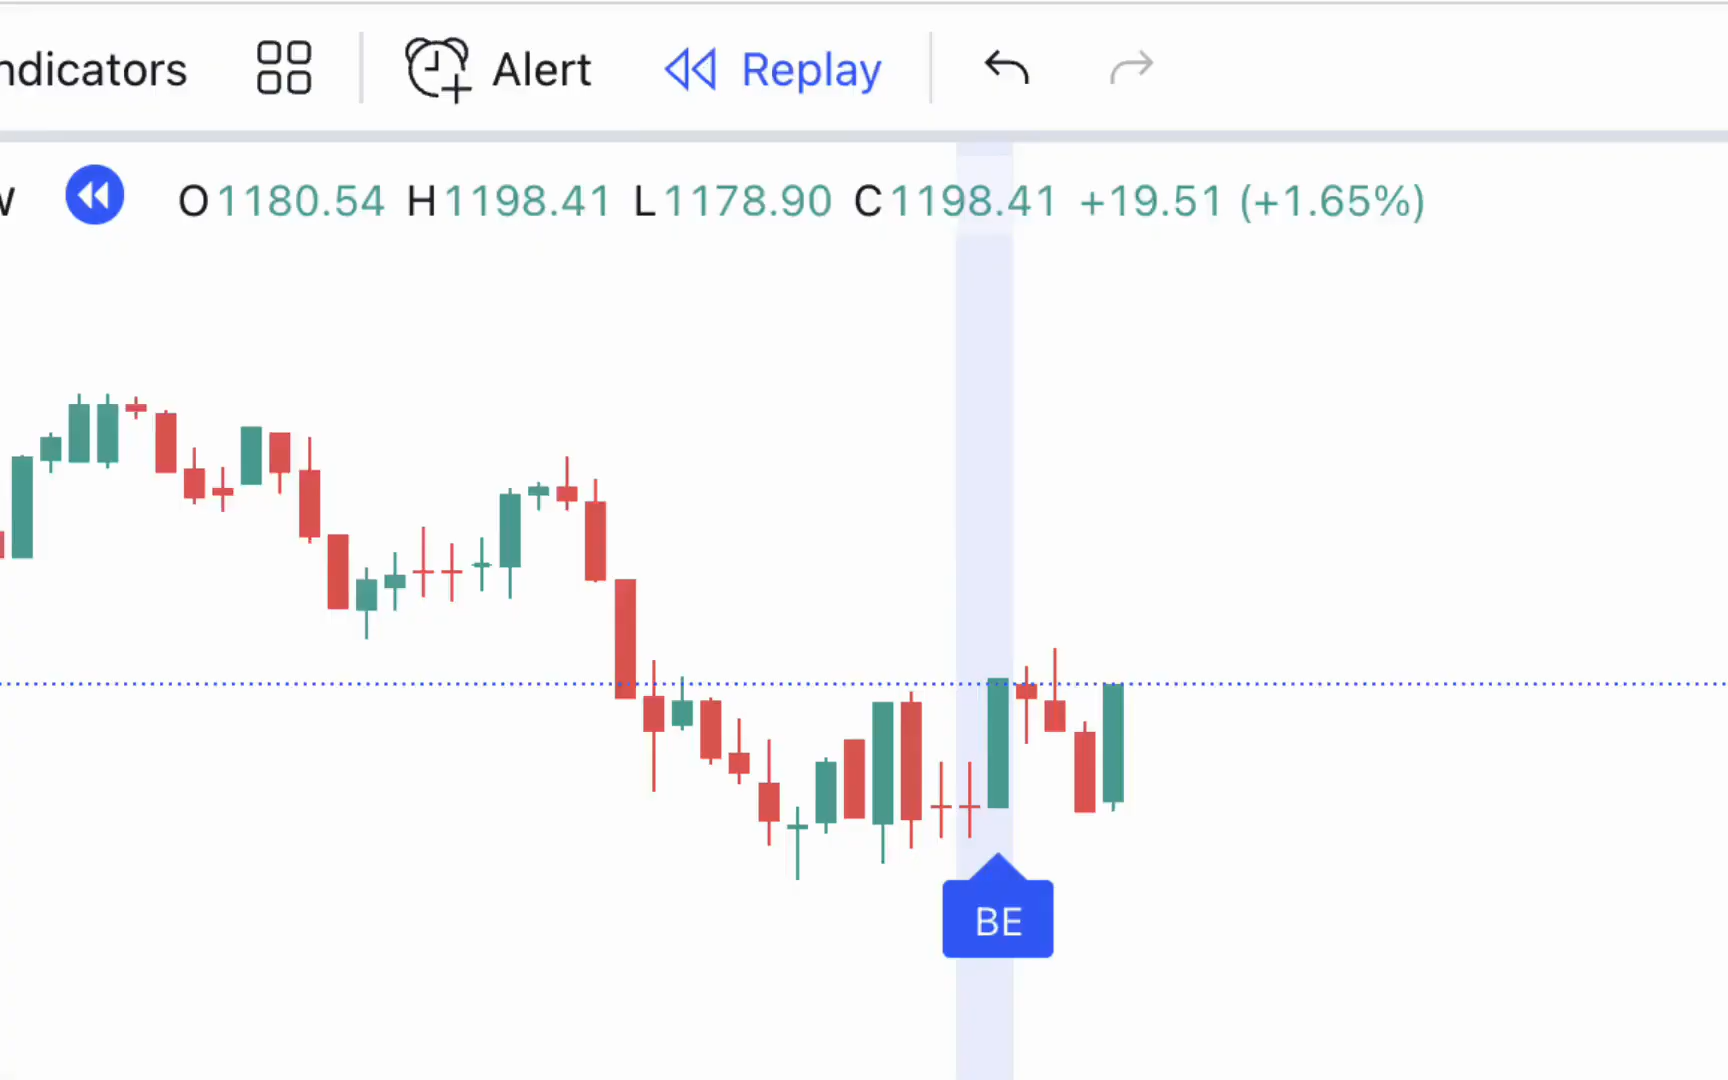 ndicators Alert Replay
W O1180.54 H1198.41 L1178.90 C1198.41 +19.51 (+1.65%)
BE